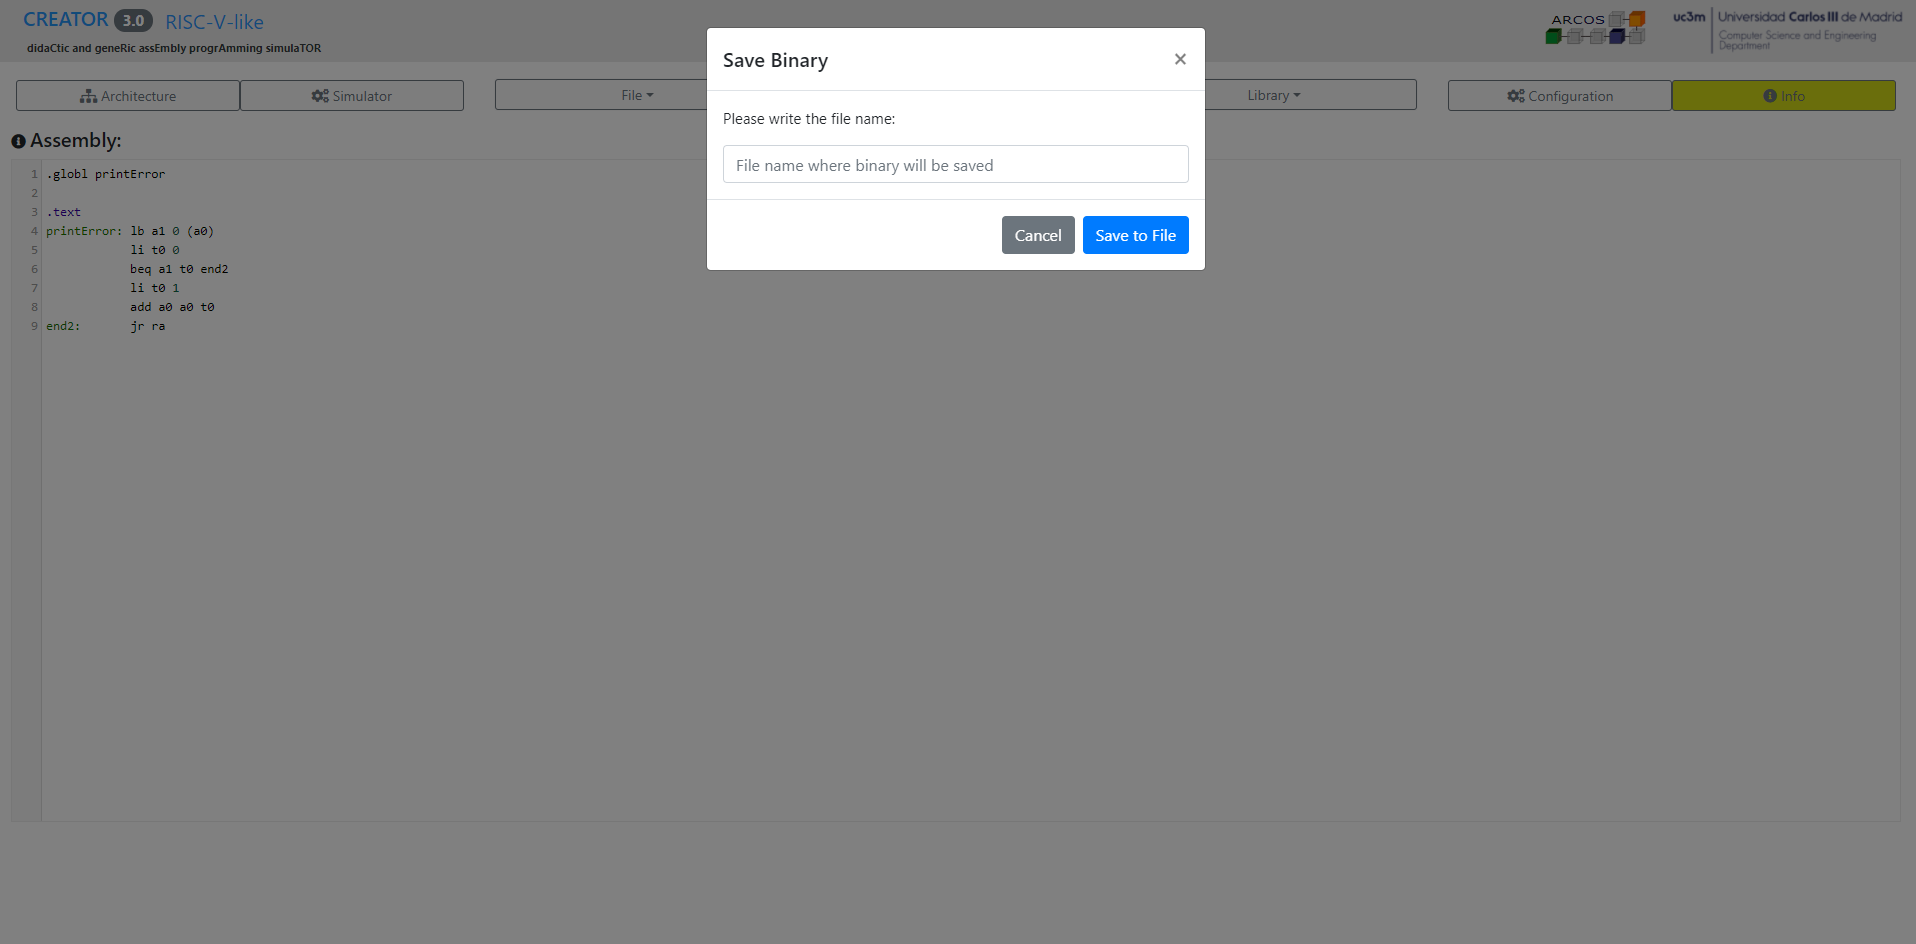 CREATOR 3.0 RISC-V-like
didaCtic and geneRic assEmbly progrAmming simulaTOR
ARCOS
uc3m Universidad Carlos III de Madrid
Computer Science and Engineering
Department
Architecture
Simulator
File
Library
Configuration
Info
Assembly:
1 .globl printError
2
3 .text
4 printError: lb a1 0 (a0)
5 li t0 0
6 beq a1 t0 end2
7 li t0 1
8 add a0 a0 t0
9 end2: jr ra
Save Binary ×
Please write the file name:
File name where binary will be saved
Cancel
Save to File